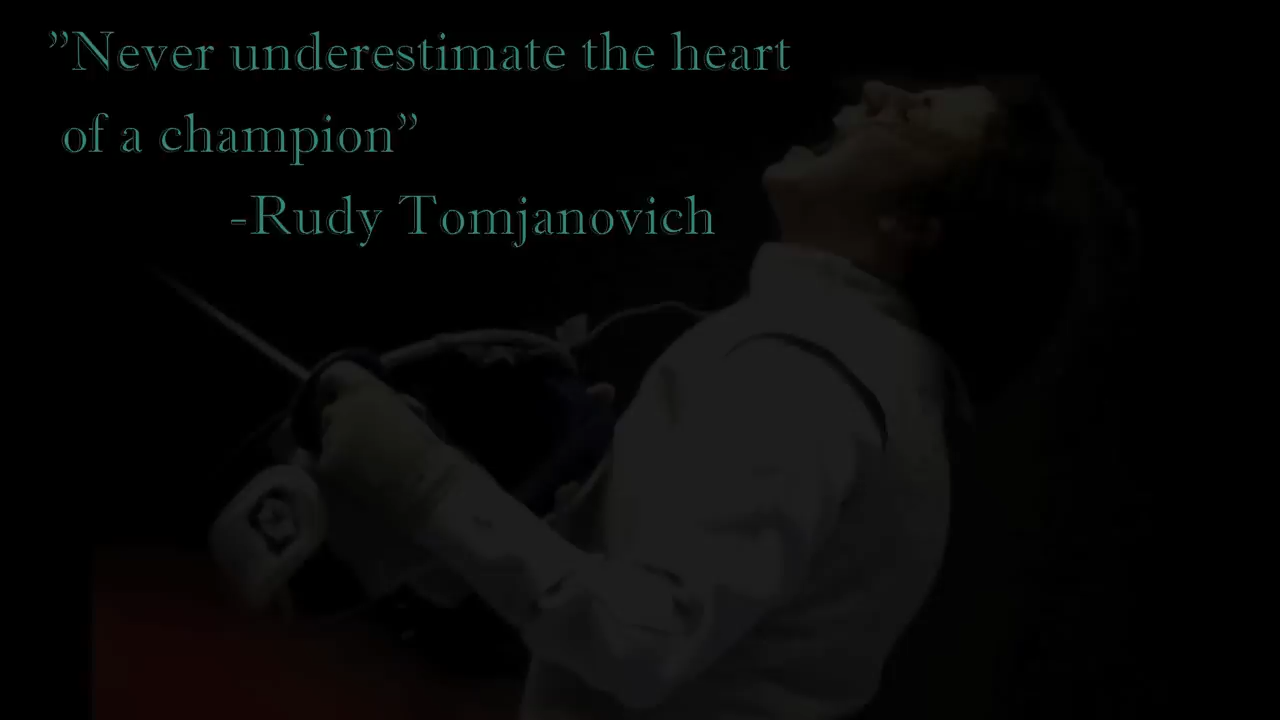 ”Never underestimate the heart
of a champion”
-Rudy Tomjanovich